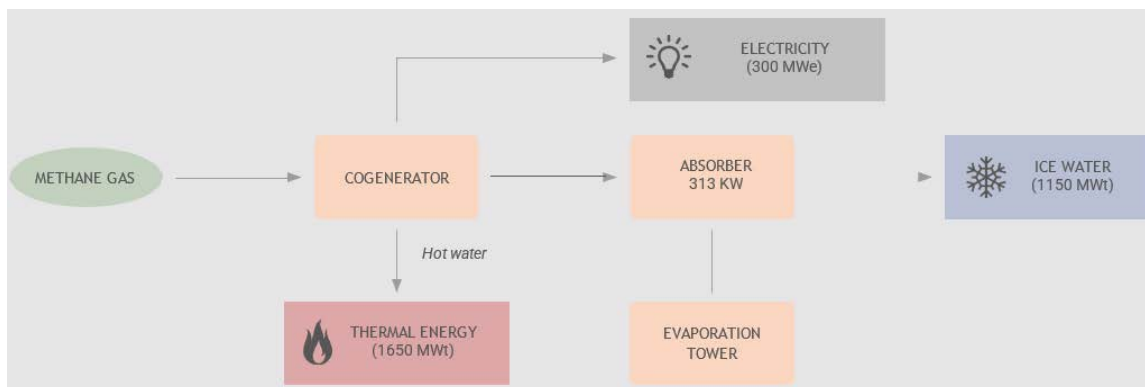 ELECTRICITY
(300 MWe)
METHANE GAS
COGENERATOR
ABSORBER
313 KW
ICE WATER
(1150 MWt)
Hot water
THERMAL ENERGY
(1650 MWt)
EVAPORATION
TOWER